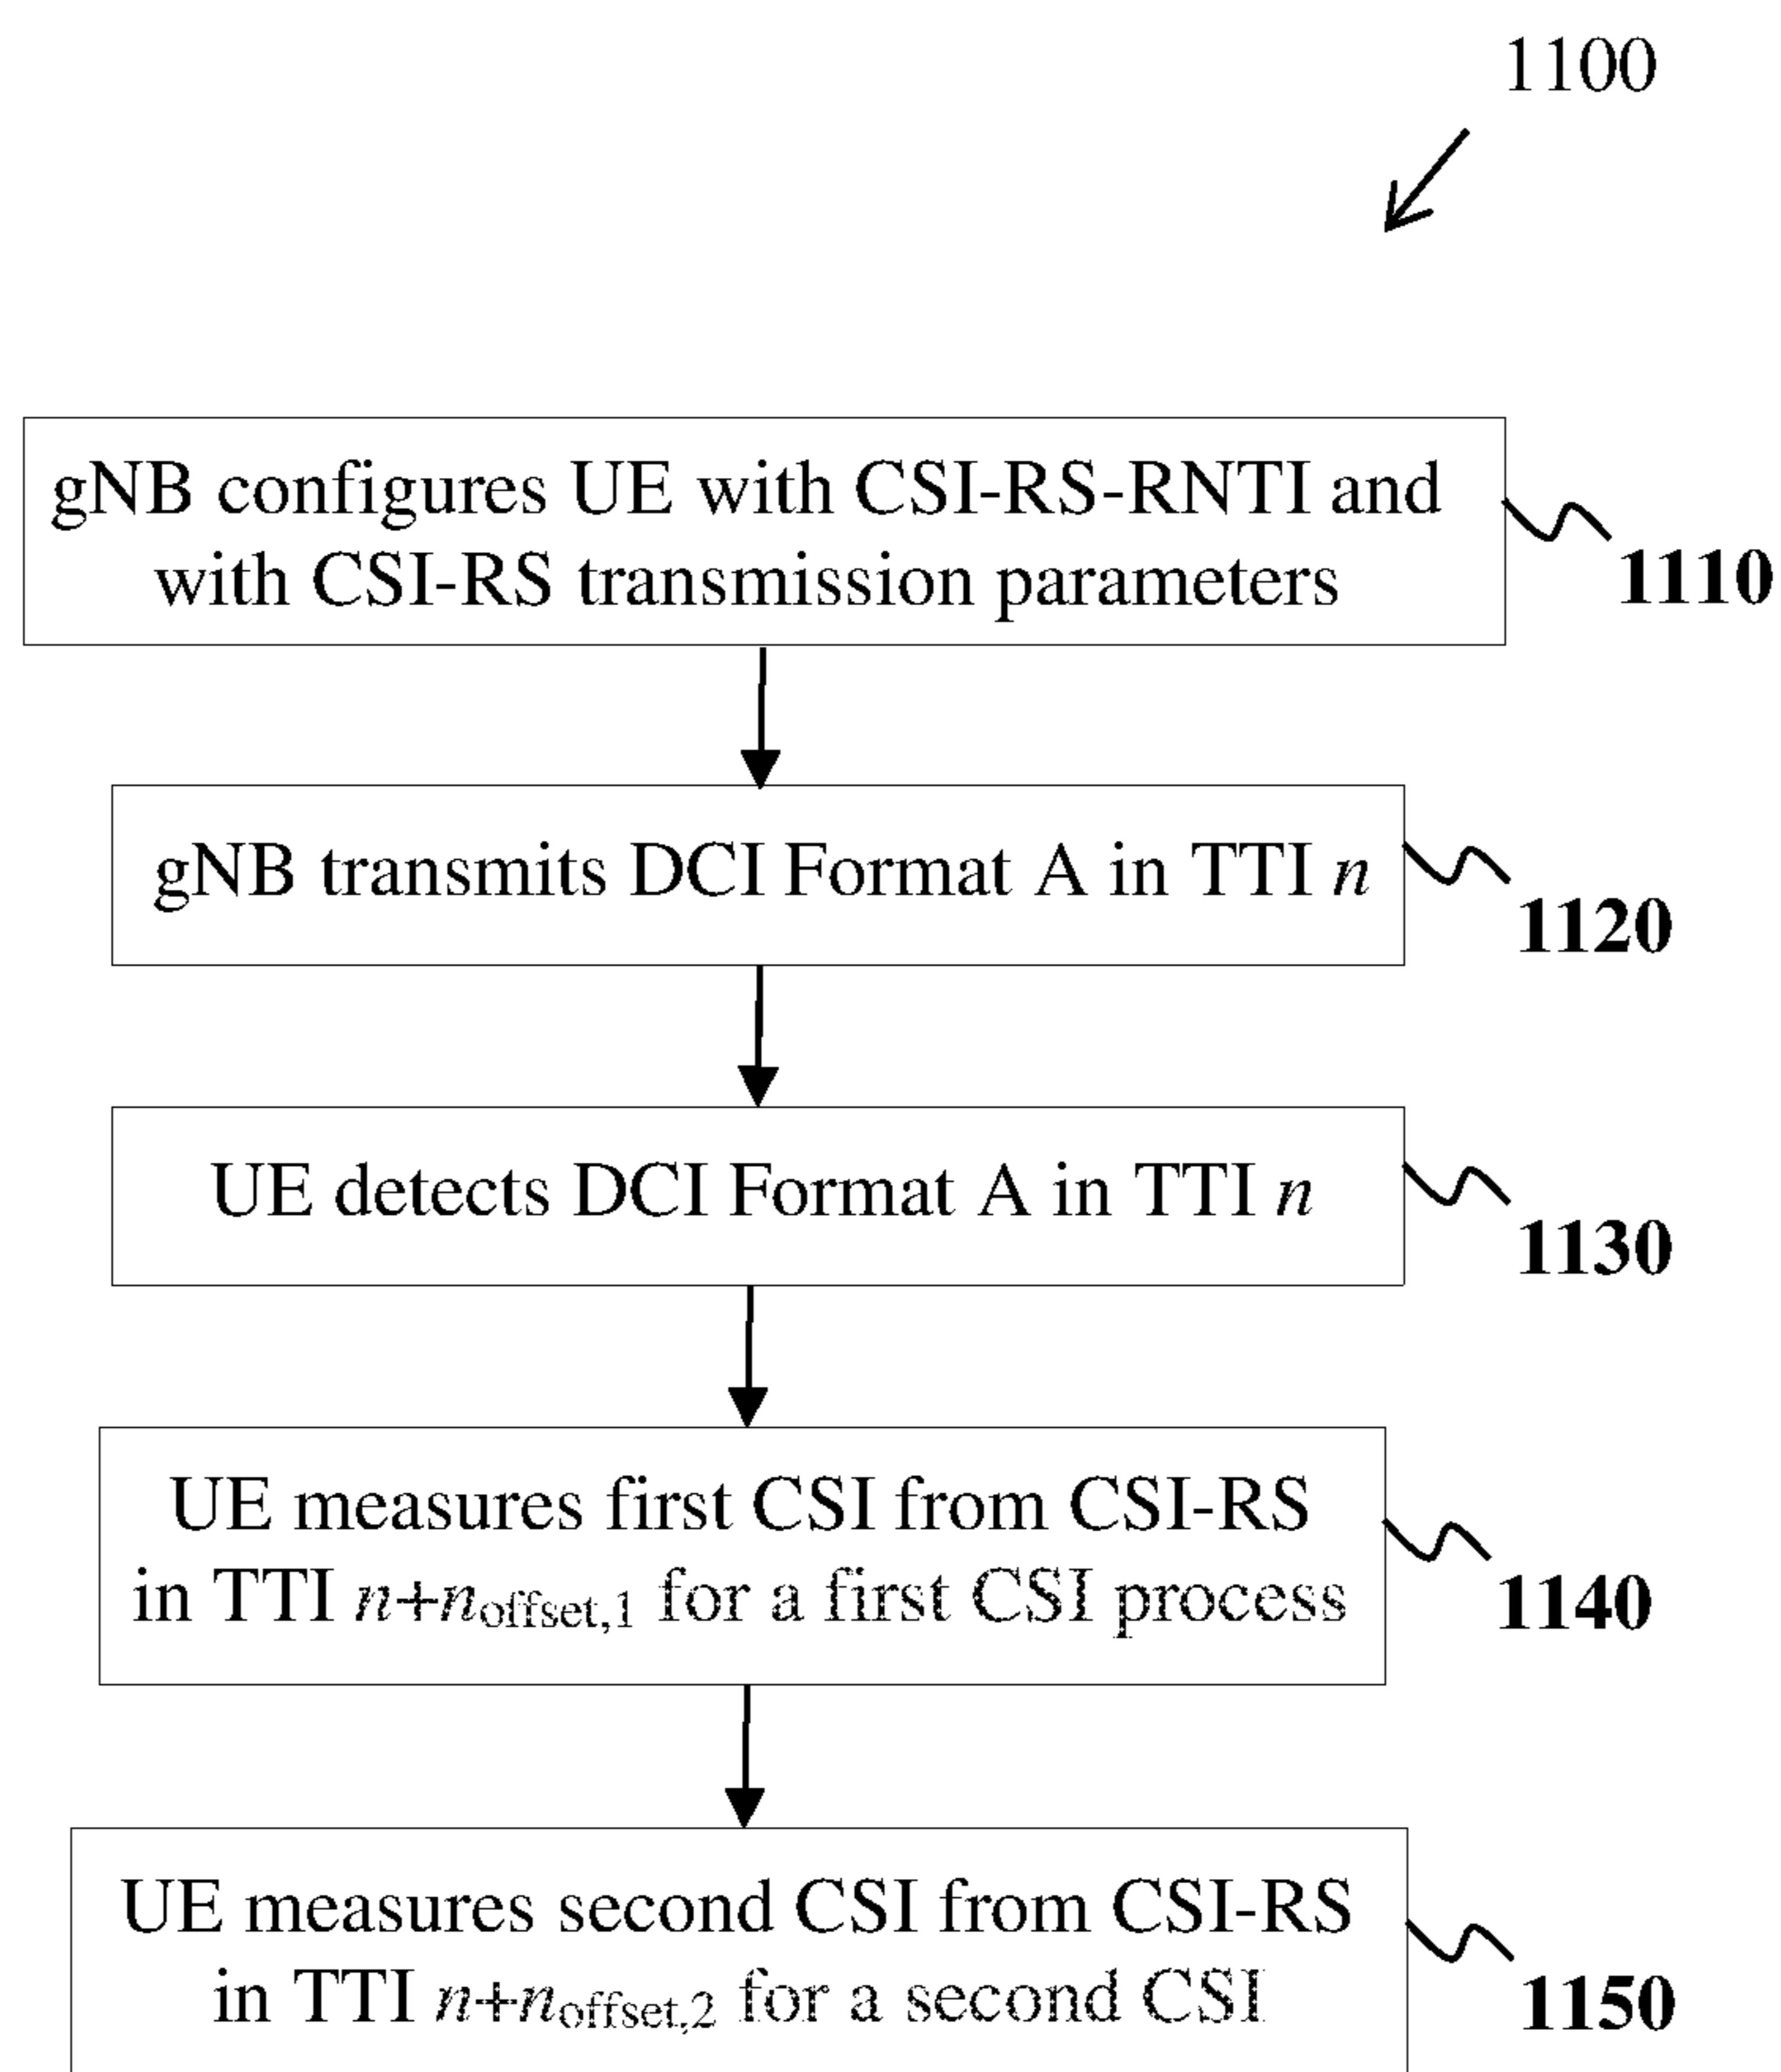 1100
gNB configures UE with CSI-RS-RNTI and
with CSI-RS transmission parameters
1110
gNB transmits DCI Format A in TTI n
1120
UE detects DCI Format A in TTI n
1130
UE measures first CSI from CSI-RS
in TTI n+noffset,1 for a first CSI process
1140
UE measures second CSI from CSI-RS
in TTI n+noffset,2 for a second CSI
1150